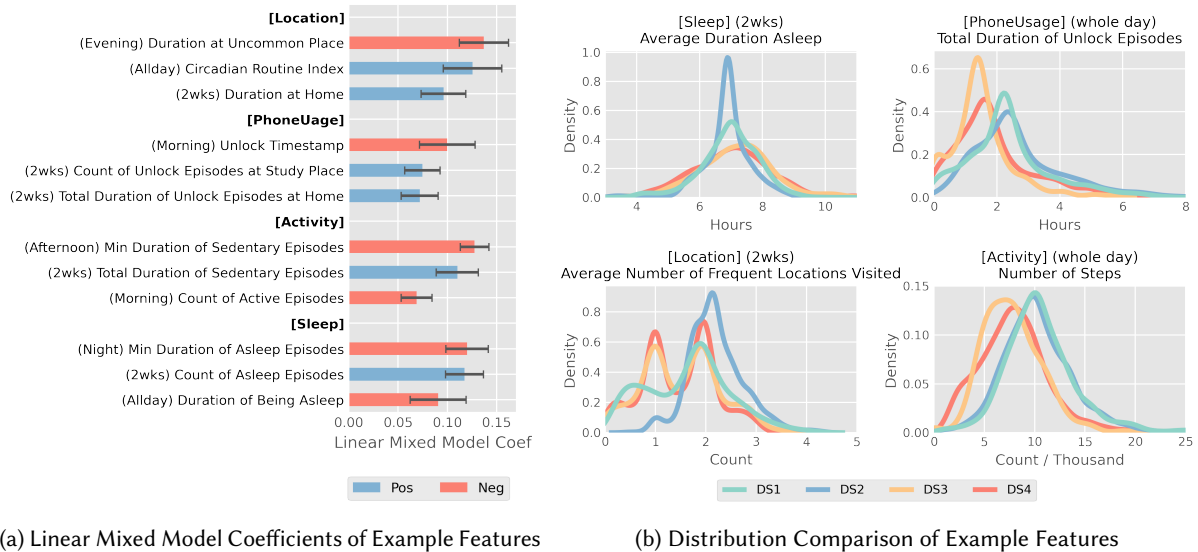 [Location]
(Evening) Duration at Uncommon Place
(Allday) Circadian Routine Index
(2wks) Duration at Home
[PhoneUage]
(Morning) Unlock Timestamp
(2wks) Count of Unlock Episodes at Study Place
(2wks) Total Duration of Unlock Episodes at Home
[Activity]
(Afternoon) Min Duration of Sedentary Episodes
(2wks) Total Duration of Sedentary Episodes
(Morning) Count of Active Episodes
[Sleep]
(Night) Min Duration of Asleep Episodes
(2wks) Count of Asleep Episodes
(Allday) Duration of Being Asleep
0.00 0.05 0.10 0.15
Linear Mixed Model Coef
Pos Neg
(a) Linear Mixed Model Coefficients of Example Features
[Sleep] (2wks)
Average Duration Asleep
Density
1.0
0.8
0.6
0.4
0.2
0.0
4 6 8 10
Hours
[PhoneUsage] (whole day)
Total Duration of Unlock Episodes
Density
0.6
0.4
0.2
0.0
0 2 4 6 8
Hours
[Location] (2wks)
Average Number of Frequent Locations Visited
Density
0.8
0.6
0.4
0.2
0.0
0 1 2 3 4 5
Count
[Activity] (whole day)
Number of Steps
Density
0.15
0.10
0.05
0.00
0 5 10 15 20 25
Count / Thousand
DS1 DS2 DS3 DS4
(b) Distribution Comparison of Example Features